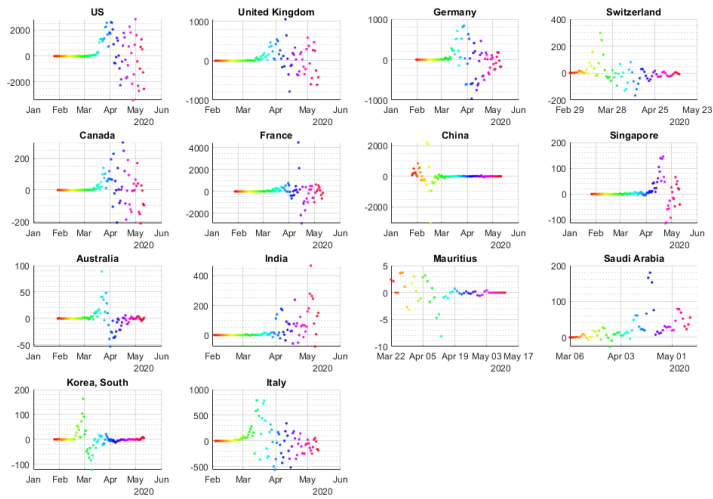 US
United Kingdom
Germany
Switzerland
2000
0
-2000
Jan Feb Mar Apr May Jun
2020
1000
0
-1000
Feb Mar Apr May Jun
2020
1000
0
1000
Feb Mar Apr May Jun
2020
400
200
0
-200
Feb 29 Mar 28 Apr 25 May 23
2020
Canada
France
China
Singapore
200
0
-200
Jan Feb Mar Apr May Jun
2020
4000
2000
0
-2000
Jan Feb Mar Apr May Jun
2020
2000
0
-2000
Jan Feb Mar Apr May Jun
2020
200
100
0
-100
Jan Feb Mar Apr May Jun
2020
Australia
India
Mauritius
Saudi Arabia
100
50
0
-50
Jan Feb Mar Apr May Jun
2020
400
200
0
Feb Mar Apr May Jun
2020
5
0
-5
-10
Mar 22 Apr 05 Apr 19 May 03 May 17
2020
200
100
0
Mar 06 Apr 03 May 01
2020
Korea, South
Italy
200
100
0
-100
Jan Feb Mar Apr May Jun
2020
1000
500
0
-500
Feb Mar Apr May Jun
2020